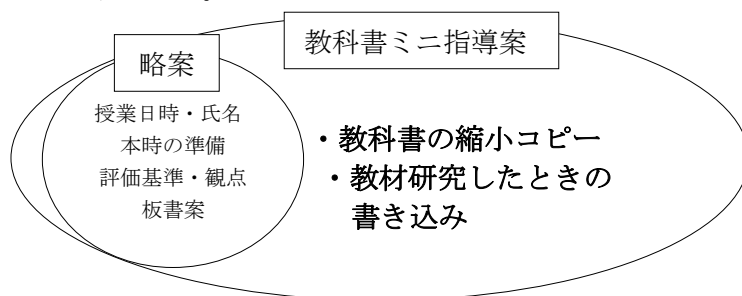 教科書ミニ指導案
略案
授業日時・氏名
本時の準備
評価基準・観点
板書案
・教科書の縮小コピー
・教材研究したときの
書き込み